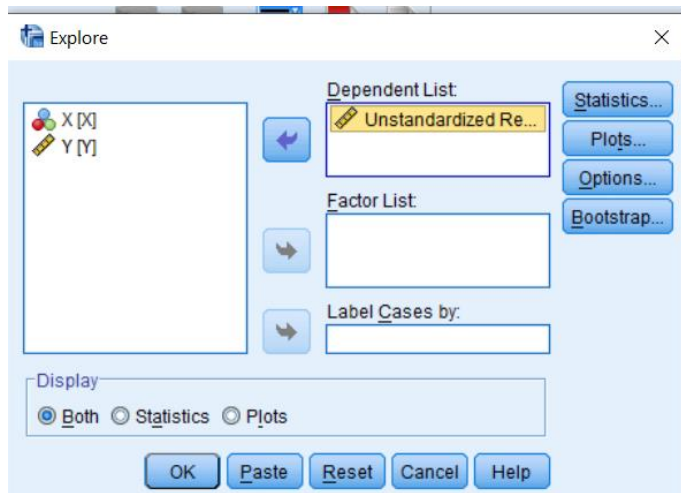 Explore
Dependent List:
X [X]
Y [Y]
Unstandardized Re...
Statistics...
Plots...
Options...
Bootstrap...
Factor List:
Label Cases by:
Display
Both Statistics Plots
OK Paste Reset Cancel Help